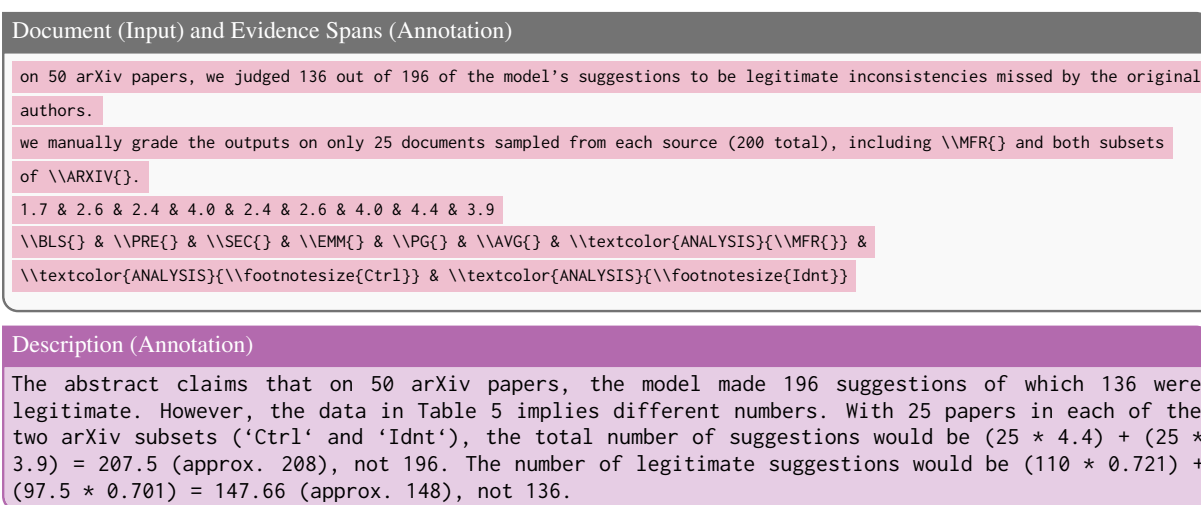 Document (Input) and Evidence Spans (Annotation)
on 50 arXiv papers, we judged 136 out of 196 of the model's suggestions to be legitimate inconsistencies missed by the original
authors.
we manually grade the outputs on only 25 documents sampled from each source (200 total), including \\MFR{} and both subsets
of \\ARXIV{}.
1.7 & 2.6 & 2.4 & 4.0 & 2.4 & 2.6 & 4.0 & 4.4 & 3.9
\\BLS{} & \\PRE{} & \\SEC{} & \\EMM{} & \\PG{} & \\AVG{} & \\textcolor{ANALYSIS}{\\MFR{}} &
\\textcolor{ANALYSIS}{\\footnotesize{Ctrl}} & \\textcolor{ANALYSIS}{\\footnotesize{Idnt}}
Description (Annotation)
The abstract claims that on 50 arXiv papers, the model made 196 suggestions of which 136 were
legitimate. However, the data in Table 5 implies different numbers. With 25 papers in each of the
two arXiv subsets (‘Ctrl‘ and ‘Idnt‘), the total number of suggestions would be (25 * 4.4) + (25 *
3.9) = 207.5 (approx. 208), not 196. The number of legitimate suggestions would be (110 * 0.721) +
(97.5 * 0.701) = 147.66 (approx. 148), not 136.